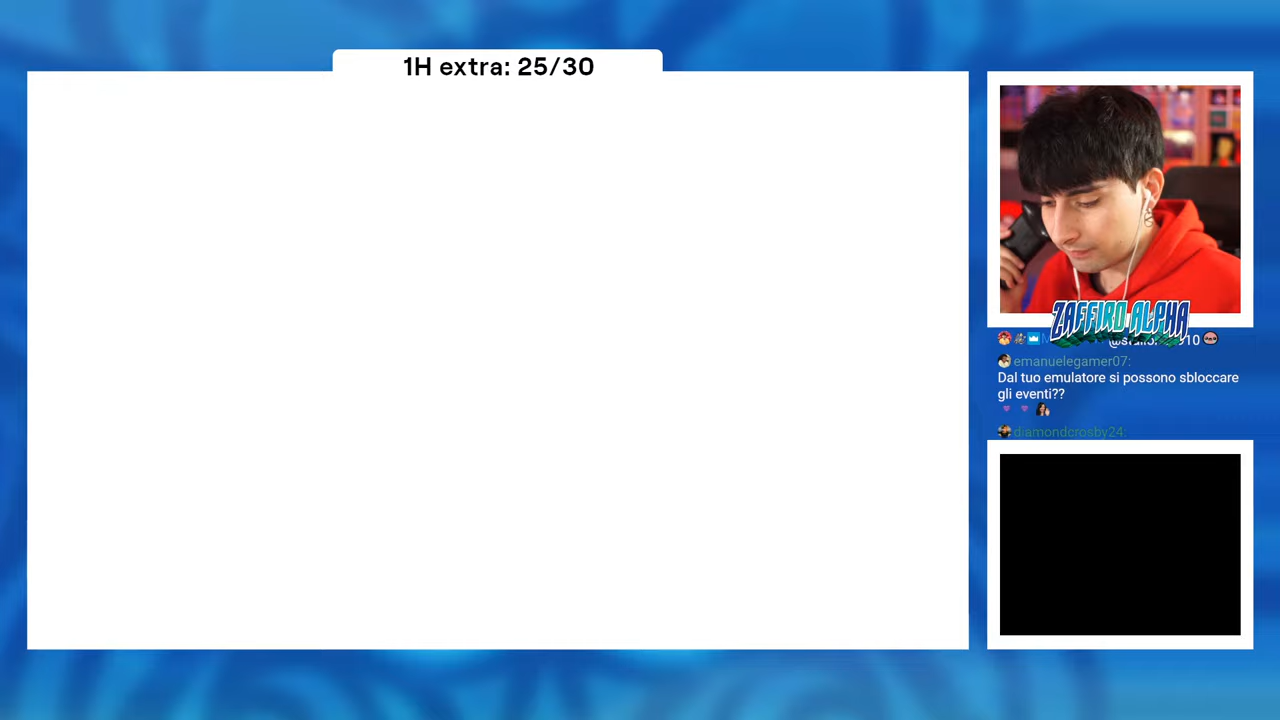 1H extra: 25/30
ZAFFIRO ALPHA
emanuelegamer07:
Dal tuo emulatore si possono sbloccare
gli eventi??
diamondcrosby24: